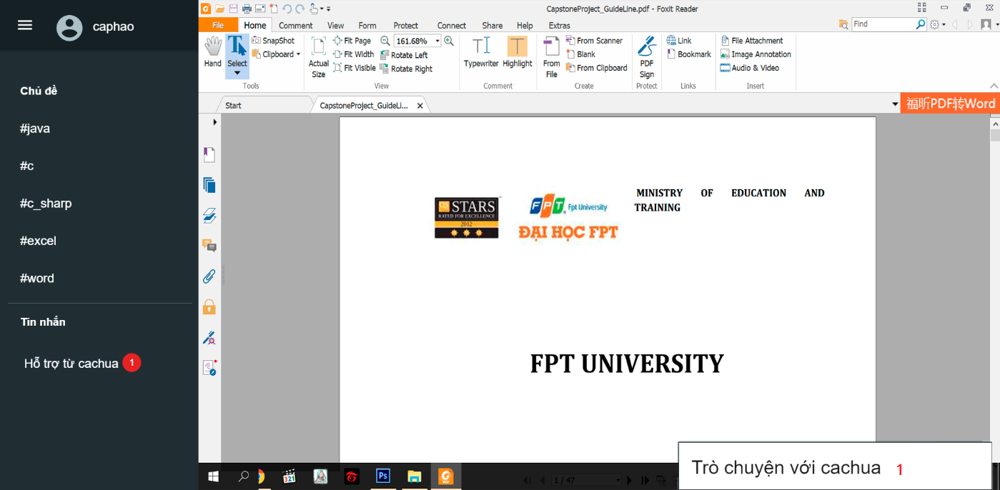 caphao
Chủ đề
#java
#c
#c_sharp
#excel
#word
Tin nhắn
Hỗ trợ từ cachua 1
CapstoneProject_GuideLine.pdf - Foxit Reader
File Home Comment View Form Protect Connect Share Help Extras
Find
Hand
Select
SnapShot
Clipboard
Tools
Actual Size
Fit Page
Fit Width
Fit Visible
161.68%
Rotate Left
Rotate Right
View
Typewriter
Highlight
Comment
From File
From Scanner
Blank
From Clipboard
Create
PDF Sign
Protect
Link
Bookmark
Links
File Attachment
Image Annotation
Audio & Video
Insert
Start
CapstoneProject_GuideLi...
福昕PDF转Word
QS STARS
RATED FOR EXCELLENCE
2012
FPT Fpt University
ĐẠI HỌC FPT
MINISTRY OF EDUCATION AND
TRAINING
FPT UNIVERSITY
321
Ps
1 / 47
Trò chuyện với cachua 1